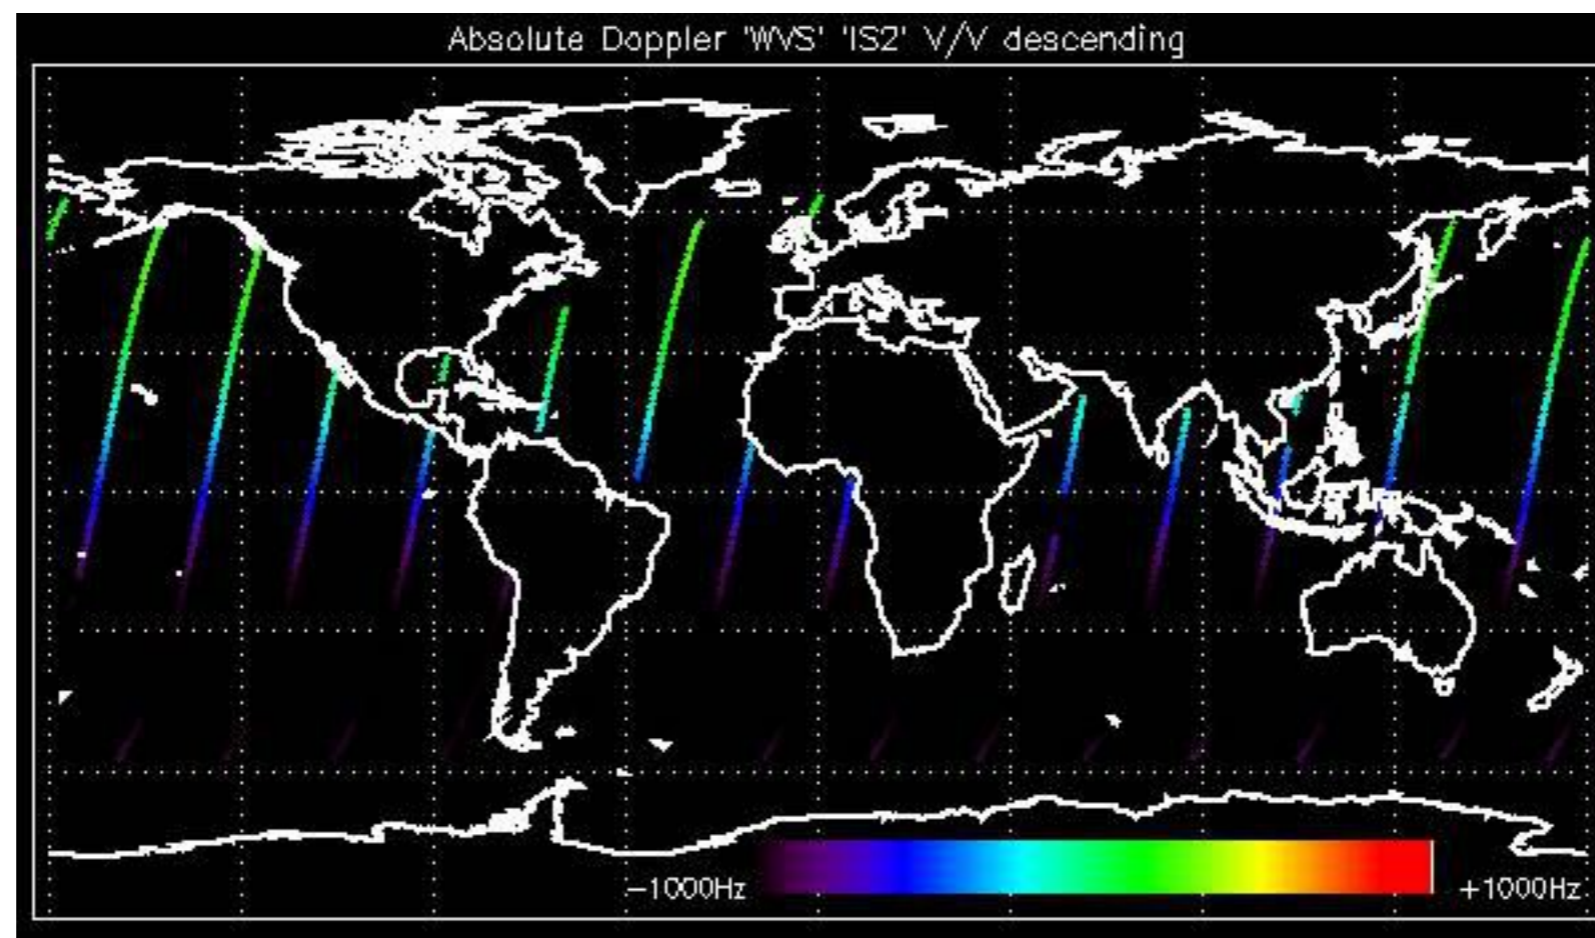 Absolute Doppler 'WVS' 'IS2' V/V descending
−1000Hz
+1000Hz